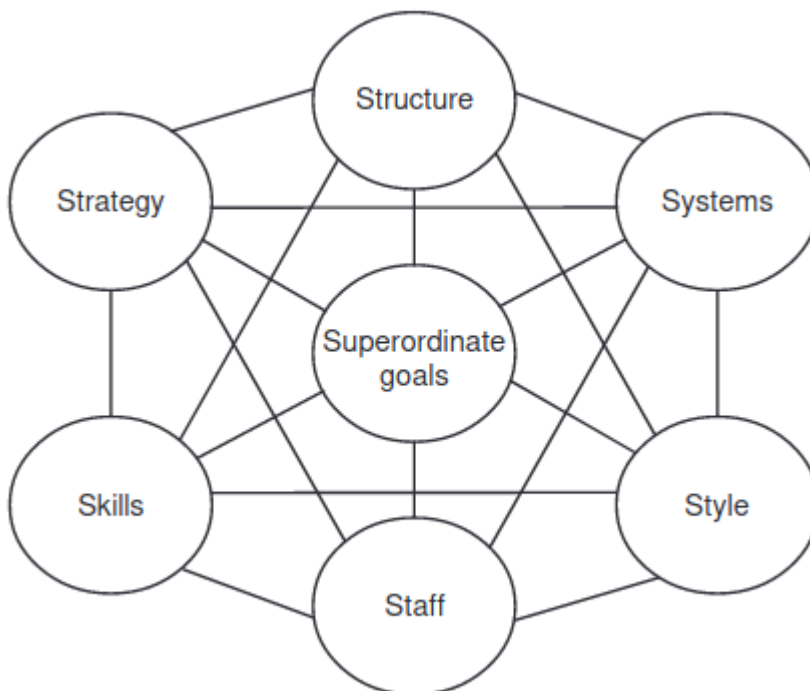 Structure
Strategy
Systems
Superordinate
goals
Skills
Style
Staff